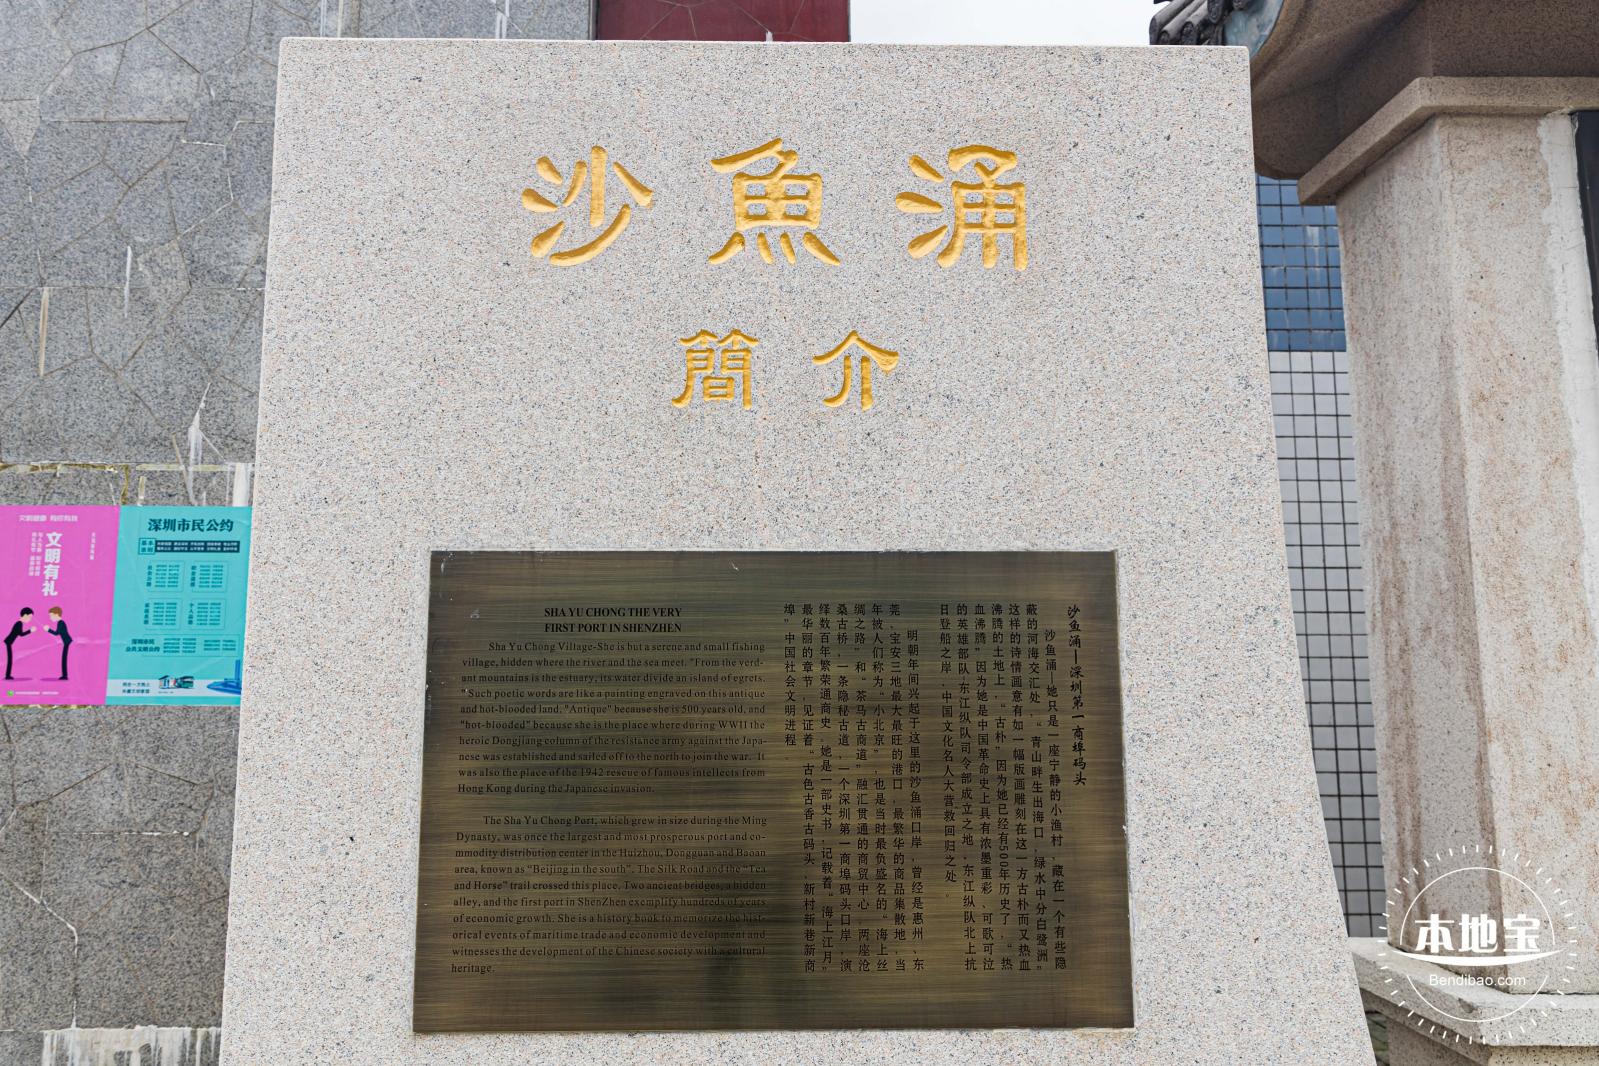 沙魚涌
簡介
SHA YU CHONG THE VERY
FIRST PORT IN SHENZHEN
Sha Yu Chong Village-She is but a serene and small fishing
village, hidden where the river and the sea meet. "From the verd-
ant mountains is the estuary, its water divide an island of egrets.
"Such poetic words are like a painting engraved on this antique
and hot-blooded land. "Antique" because she is 500 years old, and
"hot-blooded" because she is the place where during WWII the
heroic Dongjiang column of the resistance army against the Japa-
nese was established and sailed off to the north to join the war. It
was also the place of the 1942 rescue of famous intellects from
Hong Kong during the Japanese invasion.
The Sha Yu Chong Port, which grew in size during the Ming
Dynasty, was once the largest and most prosperous port and co-
mmodity distribution center in the Huizhou, Dongguan and Baoan
area, known as "Beijing in the south". The Silk Road and the "Tea
and Horse" trail crossed this place. Two ancient bridges, a hidden
alley, and the first port in ShenZhen exemplify hundreds of years
of economic growth. She is a history book to memorize the hist-
orical events of maritime trade and economic development and
witnesses the development of the Chinese society with a cultural
heritage.
沙鱼涌—深圳第一商埠码头
沙鱼涌—她只是一座宁静的小渔村，藏在一个有些隐
蔽的河海交汇处，“青山畔生出海口，绿水中分白鹭洲”
这样的诗情画意有如一幅版画雕刻在这一方古朴而又热血
沸腾的土地上，“古朴”因为她已经有500年历史了，“热
血沸腾”因为她是中国革命史上具有浓墨重彩、可歌可泣
的英雄部队东江纵队司令部成立之地，东江纵队北上抗
日登船之岸，中国文化名人大营救回归之处。
明朝年间兴起于这里的沙鱼涌口岸，曾经是惠州、东
莞、宝安三地最大最旺的港口，最繁华的商品集散地，当
年被人们称为“小北京”，也是当时最负盛名的“海上丝
绸之路”和“茶马古商道”融汇贯通的商贸中心。两座沧
桑古桥，一条隐秘古道，一个深圳第一商埠码头口岸，演
绎数百年繁荣通商史。她是一部史书，记载着“海上江月”
最华丽的章节，见证着“古色古香古码头，新村新巷新商
埠”中国社会文明进程。
文明有礼
深圳市民公约
基本
准则
深圳市民
公共文明公约
本地宝
Bendibao.com